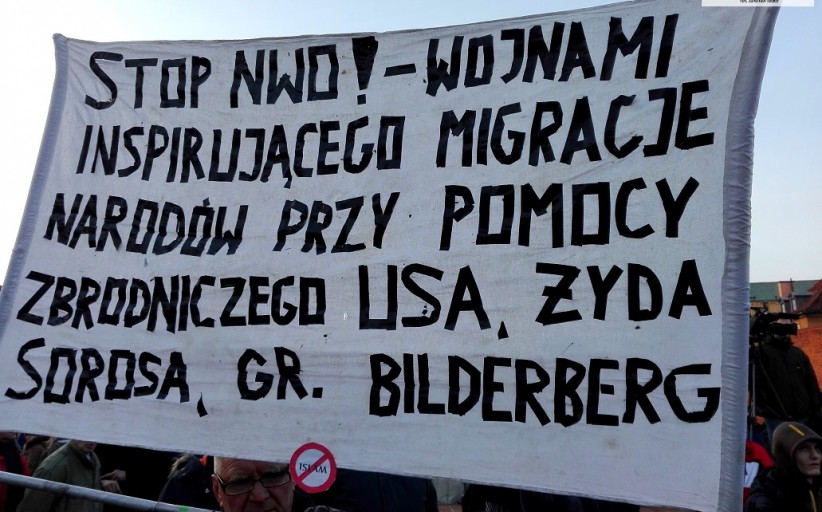 STOP NWO! - WOJNAMI
INSPIRUJĄCEGO MIGRACJE
NARODÓW PRZY POMOCY
ZBRODNICZEGO USA, ŻYDA
SOROSA, GR. BILDERBERG
ISLAM